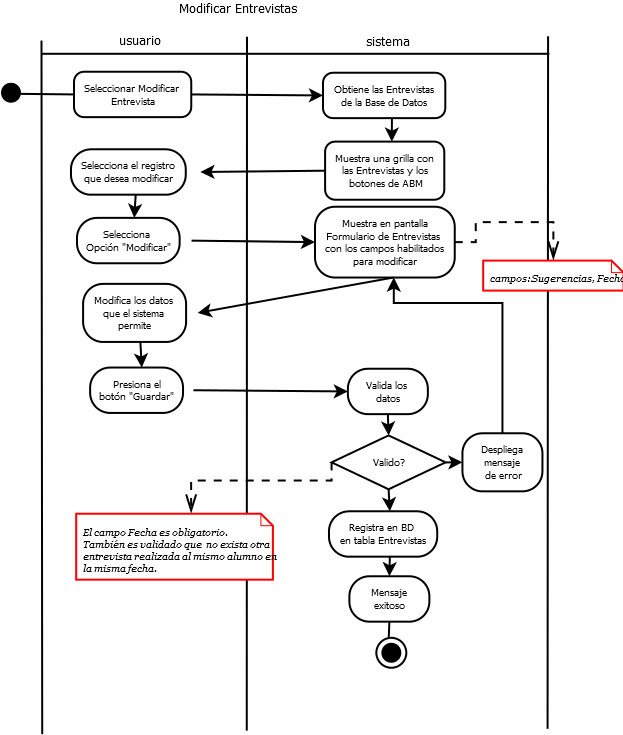 Modificar Entrevistas
usuario
sistema
Seleccionar Modificar
Entrevista
Obtiene las Entrevistas
de la Base de Datos
Muestra una grilla con
las Entrevistas y los
botones de ABM
Selecciona el registro
que desea modificar
Selecciona
Opción "Modificar"
Muestra en pantalla
Formulario de Entrevistas
con los campos habilitados
para modificar
campos:Sugerencias, Fecha
Modifica los datos
que el sistema
permite
Presiona el
botón "Guardar"
Valida los
datos
Valido?
Despliega
mensaje
de error
El campo Fecha es obligatorio.
También es validado que no exista otra
entrevista realizada al mismo alumno en
la misma fecha.
Registra en BD
en tabla Entrevistas
Mensaje
exitoso